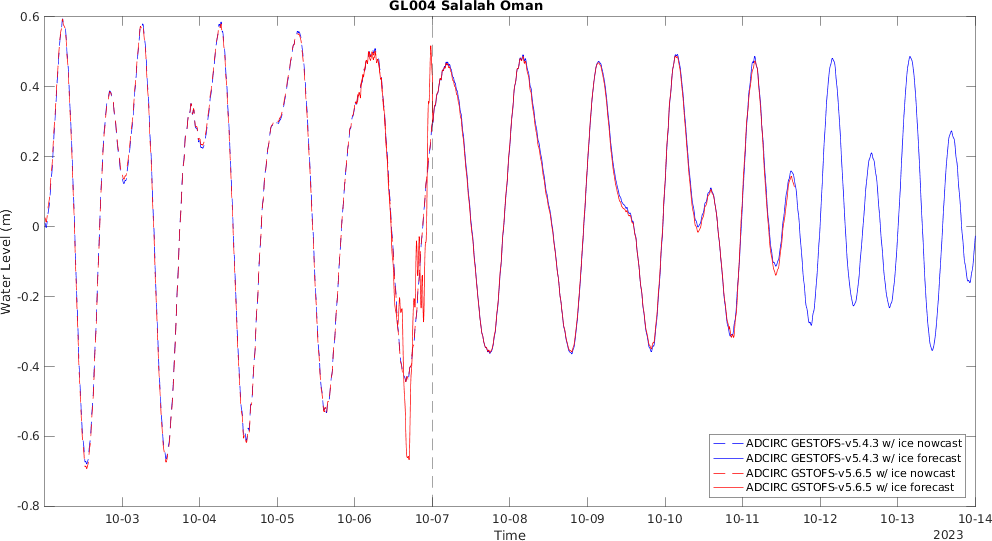 GL004 Salalah Oman
Water Level (m)
0.6
0.4
0.2
0
-0.2
-0.4
-0.6
-0.8
ADCIRC GESTOFS-v5.4.3 w/ ice nowcast
ADCIRC GESTOFS-v5.4.3 w/ ice forecast
ADCIRC GSTOFS-v5.6.5 w/ ice nowcast
ADCIRC GSTOFS-v5.6.5 w/ ice forecast
10-03 10-04 10-05 10-06 10-07 10-08 10-09 10-10 10-11 10-12 10-13 10-14
Time
2023